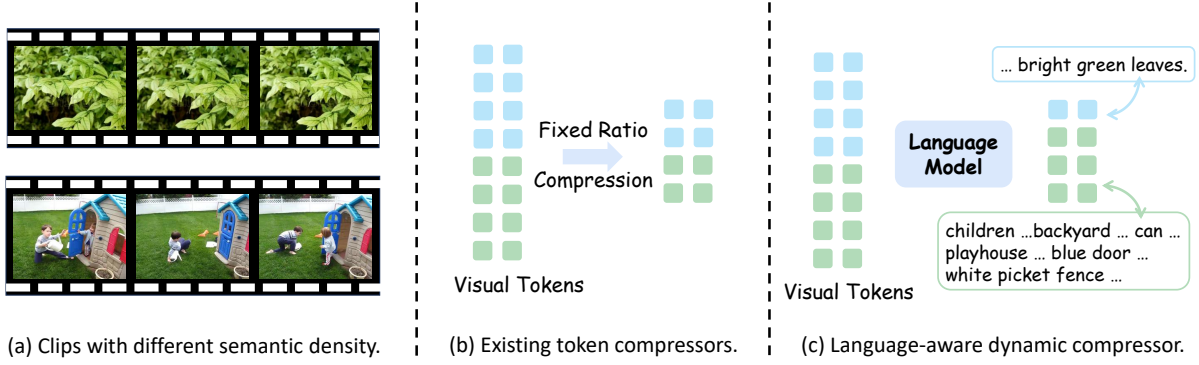 (a) Clips with different semantic density.
Fixed Ratio
Compression
Visual Tokens
(b) Existing token compressors.
... bright green leaves.
Language
Model
children ...backyard ... can ...
playhouse ... blue door ...
white picket fence ...
Visual Tokens
(c) Language-aware dynamic compressor.